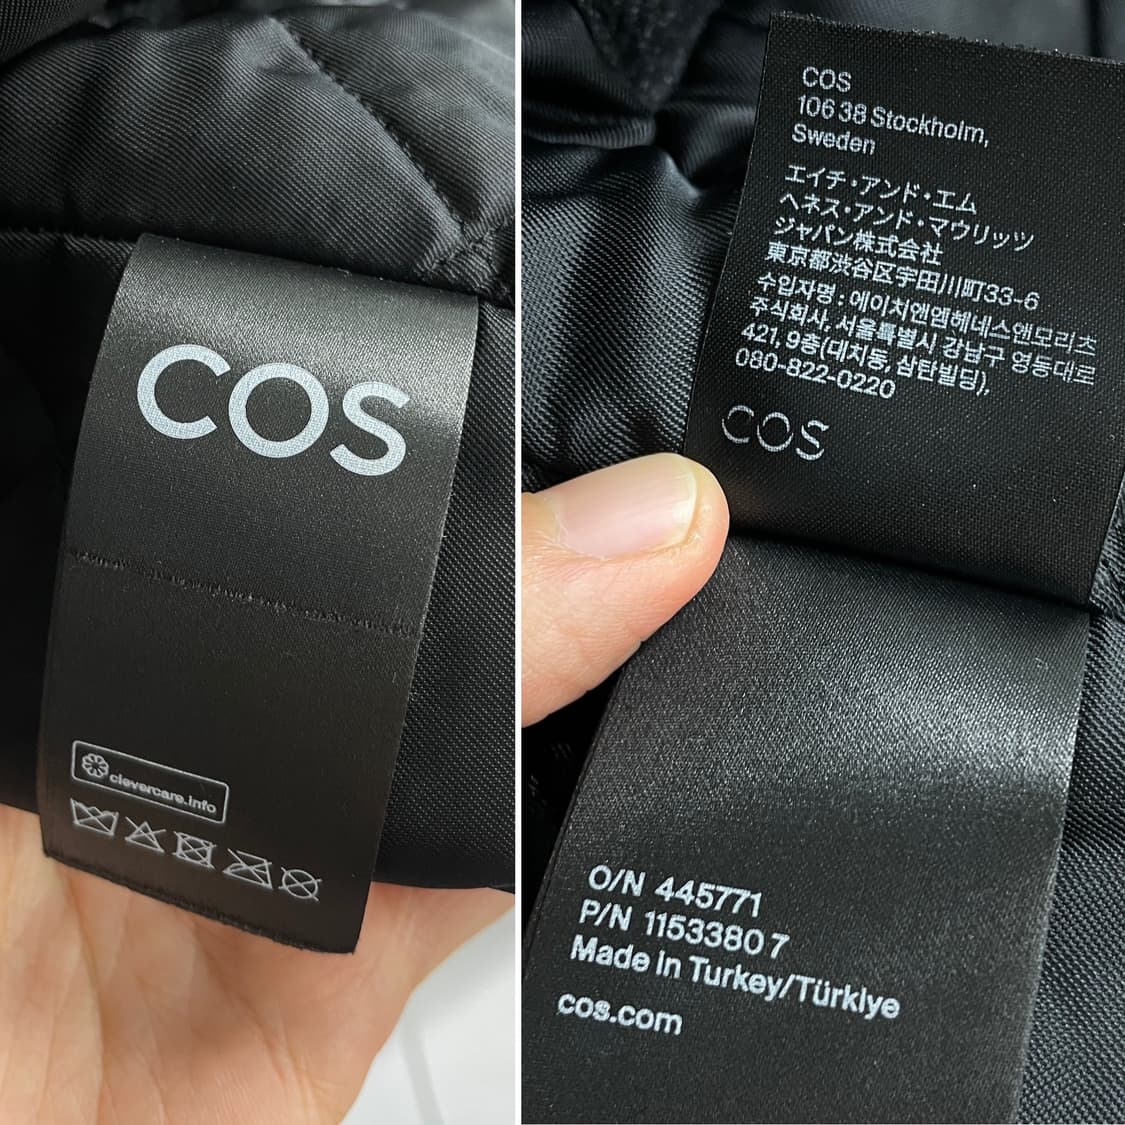 COS
clevercare.info
COS
106 38 Stockholm,
Sweden
エイチ・アンド・エム
ヘネス・アンド・マウリッツ
ジャパン株式会社
東京都渋谷区宇田川町33-6
수입자명 : 에이치앤엠헤네스앤모리츠
주식회사, 서울특별시 강남구 영동대로
421, 9층(대치동, 삼탄빌딩),
080-822-0220
COS
O/N 445771
P/N 1153380 7
Made in Turkey/Türkiye
cos.com